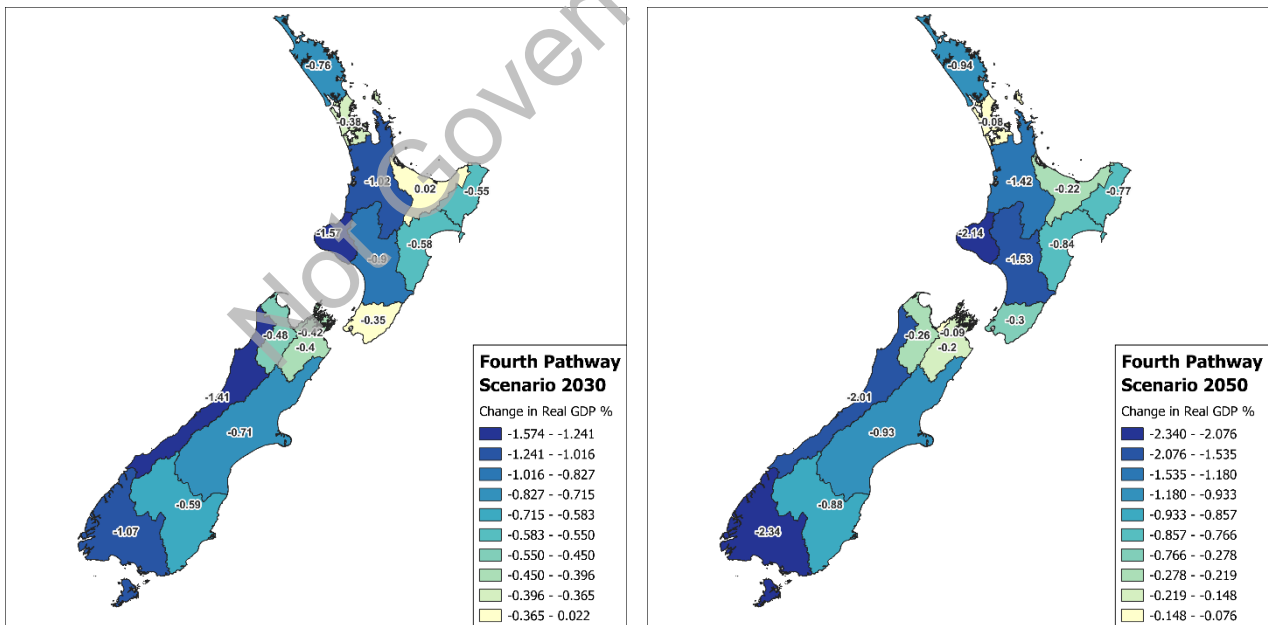 Not Govern
-0.76
-0.38
-1.02
0.02
-0.55
-1.57
-0.9
-0.58
-0.35
-0.48
-0.42
-0.4
-1.41
-0.71
-0.59
-1.07
Fourth Pathway
Scenario 2030
Change in Real GDP %
-1.574 - -1.241
-1.241 - -1.016
-1.016 - -0.827
-0.827 - -0.715
-0.715 - -0.583
-0.583 - -0.550
-0.550 - -0.450
-0.450 - -0.396
-0.396 - -0.365
-0.365 - 0.022
-0.94
-0.08
-1.42
-0.22
-0.77
-2.14
-1.53
-0.84
-0.3
-0.26
-0.09
-0.2
-2.01
-0.93
-0.88
-2.34
Fourth Pathway
Scenario 2050
Change in Real GDP %
-2.340 - -2.076
-2.076 - -1.535
-1.535 - -1.180
-1.180 - -0.933
-0.933 - -0.857
-0.857 - -0.766
-0.766 - -0.278
-0.278 - -0.219
-0.219 - -0.148
-0.148 - -0.076